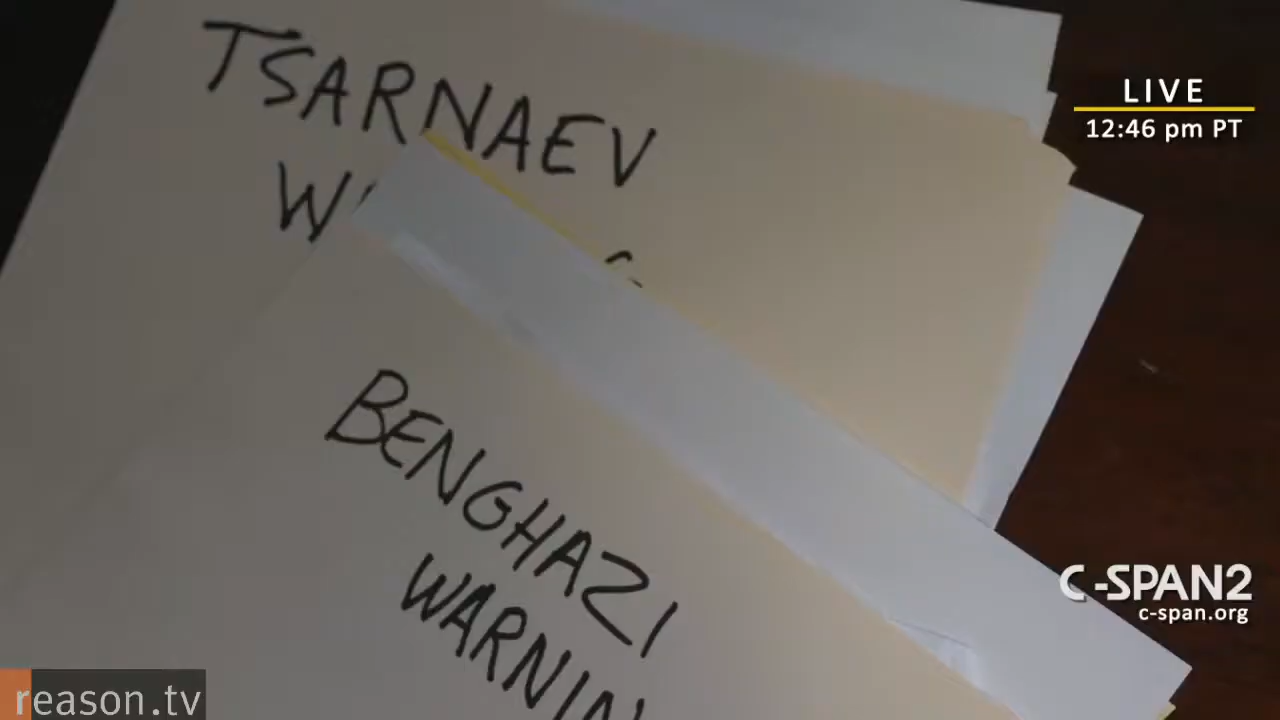 TSARNAEV
LIVE
12:46 pm PT
BENGHAZI
C-SPAN2
c-span.org
reason.tv